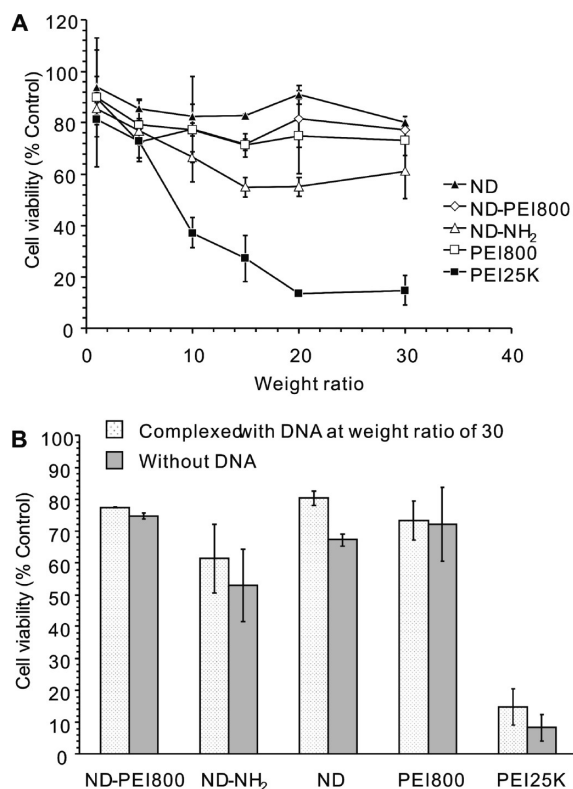 A
120
100
80
60
40
20
0
Cell viability (% Control)
0 10 20 30 40
Weight ratio
ND
ND-PEI800
ND-NH2
PEI800
PEI25K
B
Complexed with DNA at weight ratio of 30
Without DNA
100
90
80
70
60
50
40
30
20
10
0
Cell viability (% Control)
ND-PEI800 ND-NH2 ND PEI800 PEI25K